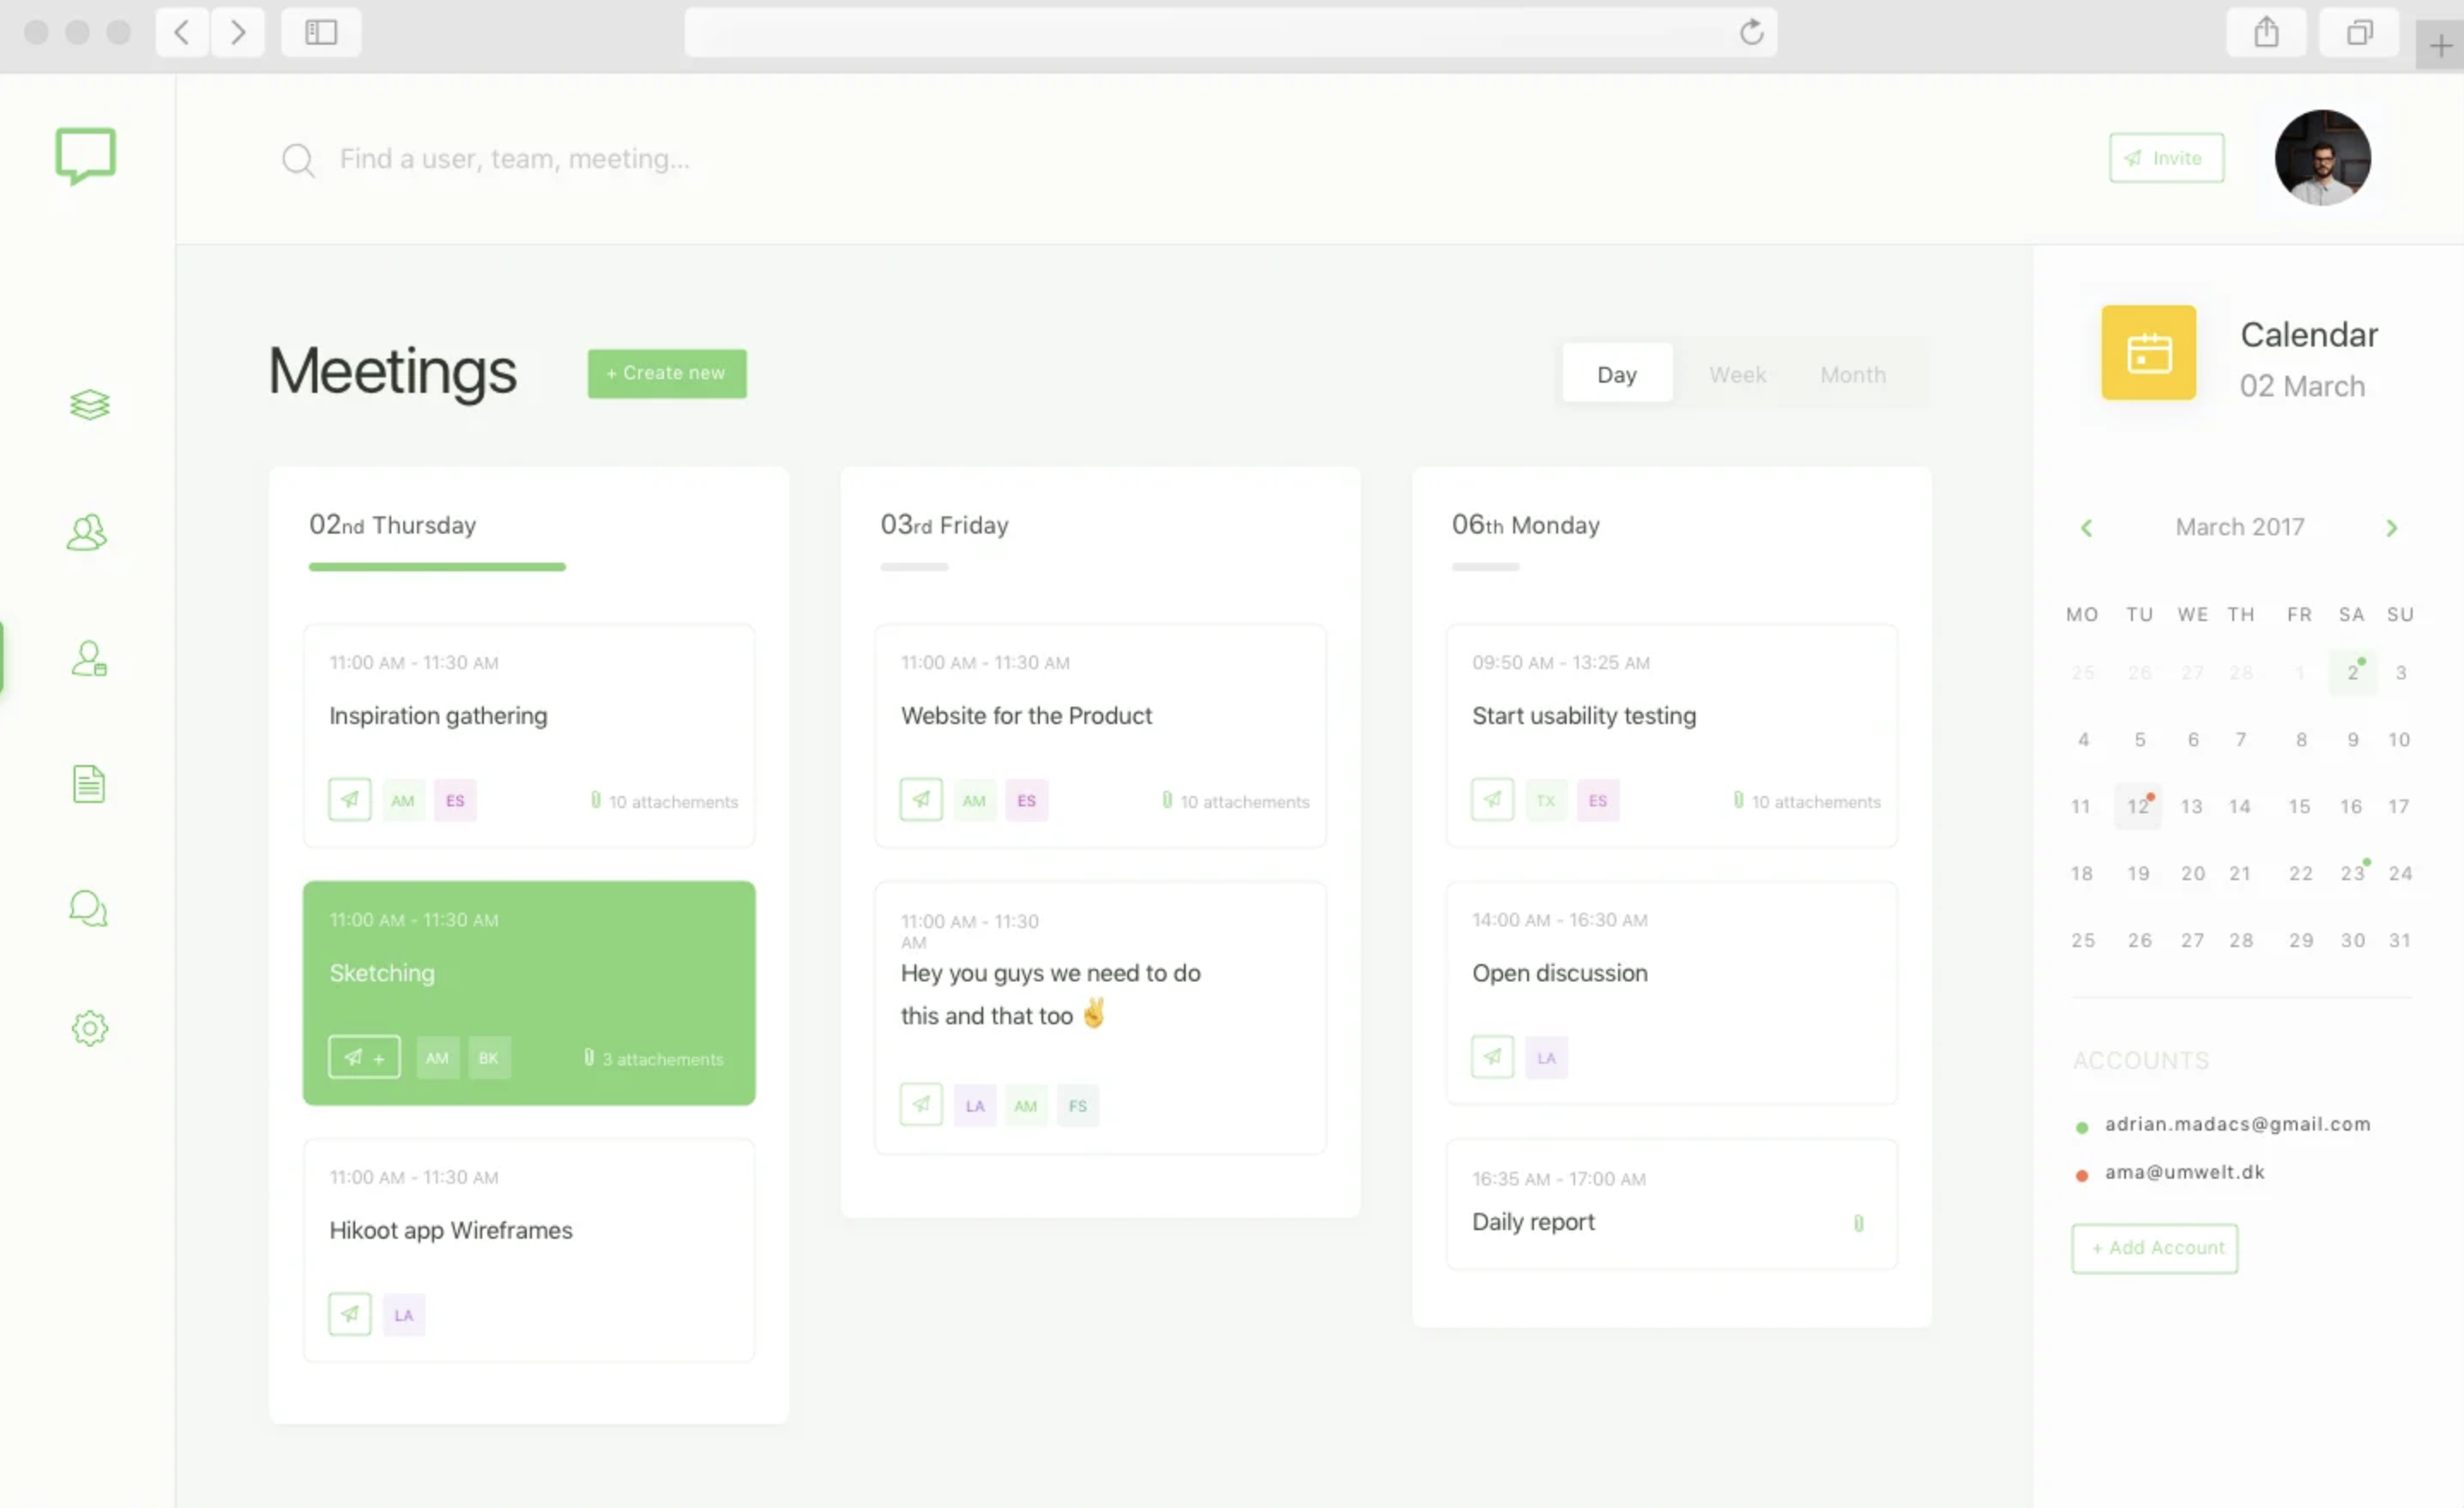 Find a user, team, meeting...
Invite
Meetings
+ Create new
Day Week Month
02nd Thursday
11:00 AM - 11:30 AM
Inspiration gathering
AM ES 10 attachements
11:00 AM - 11:30 AM
Sketching
+ AM BK 3 attachements
11:00 AM - 11:30 AM
Hikoot app Wireframes
LA
03rd Friday
11:00 AM - 11:30 AM
Website for the Product
AM ES 10 attachements
11:00 AM - 11:30
AM
Hey you guys we need to do
this and that too ✌️
LA AM FS
06th Monday
09:50 AM - 13:25 AM
Start usability testing
TX ES 10 attachements
14:00 AM - 16:30 AM
Open discussion
LA
16:35 AM - 17:00 AM
Daily report
Calendar
02 March
March 2017
MO TU WE TH FR SA SU
25 26 27 28 1 2 3
4 5 6 7 8 9 10
11 12 13 14 15 16 17
18 19 20 21 22 23 24
25 26 27 28 29 30 31
ACCOUNTS
adrian.madacs@gmail.com
ama@umwelt.dk
+ Add Account